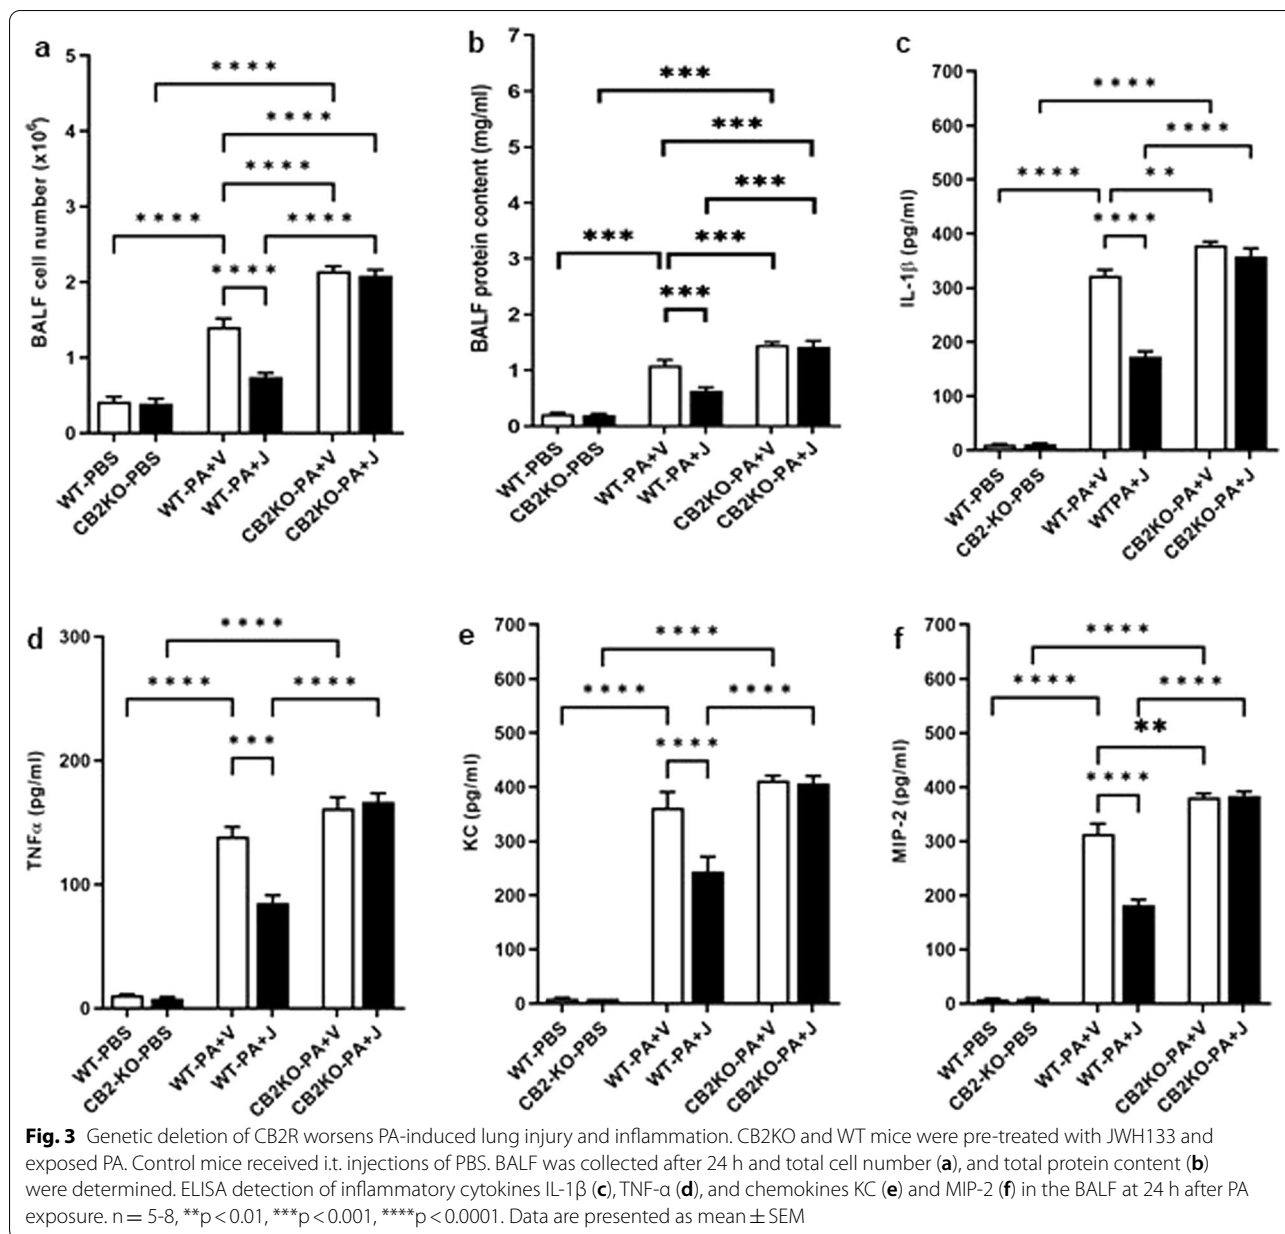 a
BALF cell number (x10⁶)
5
4
3
2
1
0
****
****
****
****
****
****
WT-PBS
CB2KO-PBS
WT-PA+V
WT-PA+J
CB2KO-PA+V
CB2KO-PA+J
b
BALF protein content (mg/ml)
7
6
5
4
3
2
1
0
***
***
***
***
***
***
WT-PBS
CB2KO-PBS
WT-PA+V
WT-PA+J
CB2KO-PA+V
CB2KO-PA+J
c
IL-1β (pg/ml)
700
600
500
400
300
200
100
0
****
****
****
**
****
WT-PBS
CB2-KO-PBS
WT-PA+V
WTPA+J
CB2KO-PA+V
CB2KO-PA+J
d
TNFα (pg/ml)
300
200
100
0
****
****
****
***
WT-PBS
CB2-KO-PBS
WT-PA+V
WT-PA+J
CB2KO-PA+V
CB2KO-PA+J
e
KC (pg/ml)
700
600
500
400
300
200
100
0
****
****
****
****
WT-PBS
CB2-KO-PBS
WT-PA+V
WT-PA+J
CB2KO-PA+V
CB2KO-PA+J
f
MIP-2 (pg/ml)
700
600
500
400
300
200
100
0
****
****
****
**
****
WT-PBS
CB2-KO-PBS
WT-PA+V
WT-PA+J
CB2KO-PA+V
CB2KO-PA+J
Fig. 3 Genetic deletion of CB2R worsens PA-induced lung injury and inflammation. CB2KO and WT mice were pre-treated with JWH133 and
exposed PA. Control mice received i.t. injections of PBS. BALF was collected after 24 h and total cell number (a), and total protein content (b)
were determined. ELISA detection of inflammatory cytokines IL-1β (c), TNF-α (d), and chemokines KC (e) and MIP-2 (f) in the BALF at 24 h after PA
exposure. n = 5-8, **p < 0.01, ***p < 0.001, ****p < 0.0001. Data are presented as mean ± SEM